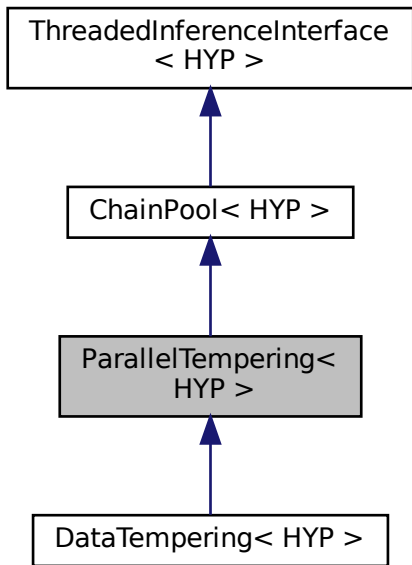 ThreadedInferenceInterface
< HYP >
ChainPool< HYP >
ParallelTempering<
HYP >
DataTempering< HYP >